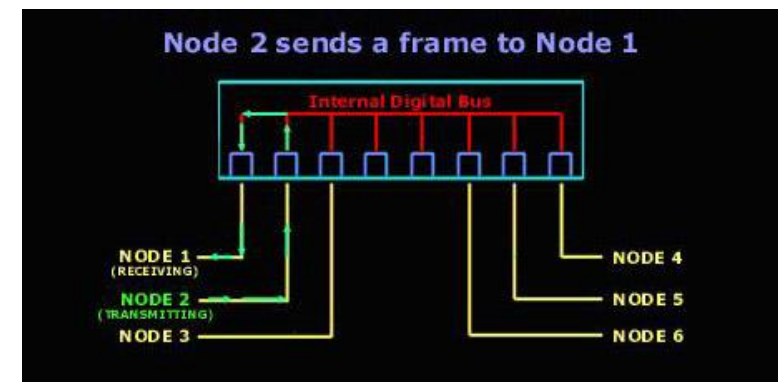 Node 2 sends a frame to Node 1
Internal Digital Bus
NODE 1
(RECEIVING)
NODE 2
(TRANSMITTING)
NODE 3
NODE 4
NODE 5
NODE 6